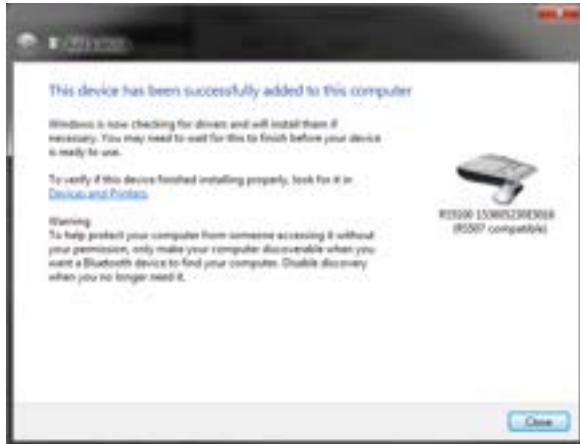 This device has been successfully added to this computer
Windows is now checking for drivers and will install them if
necessary. You may need to wait for this to finish before your device
is ready to use.
To verify if this device finished installing properly, look for it in
Devices and Printers.
Warning
To help protect your computer from someone accessing it without
your permission, only make your computer discoverable when you
want a Bluetooth device to find your computer. Disable discovery
when you no longer need it.
(RS507 compatible)
Close